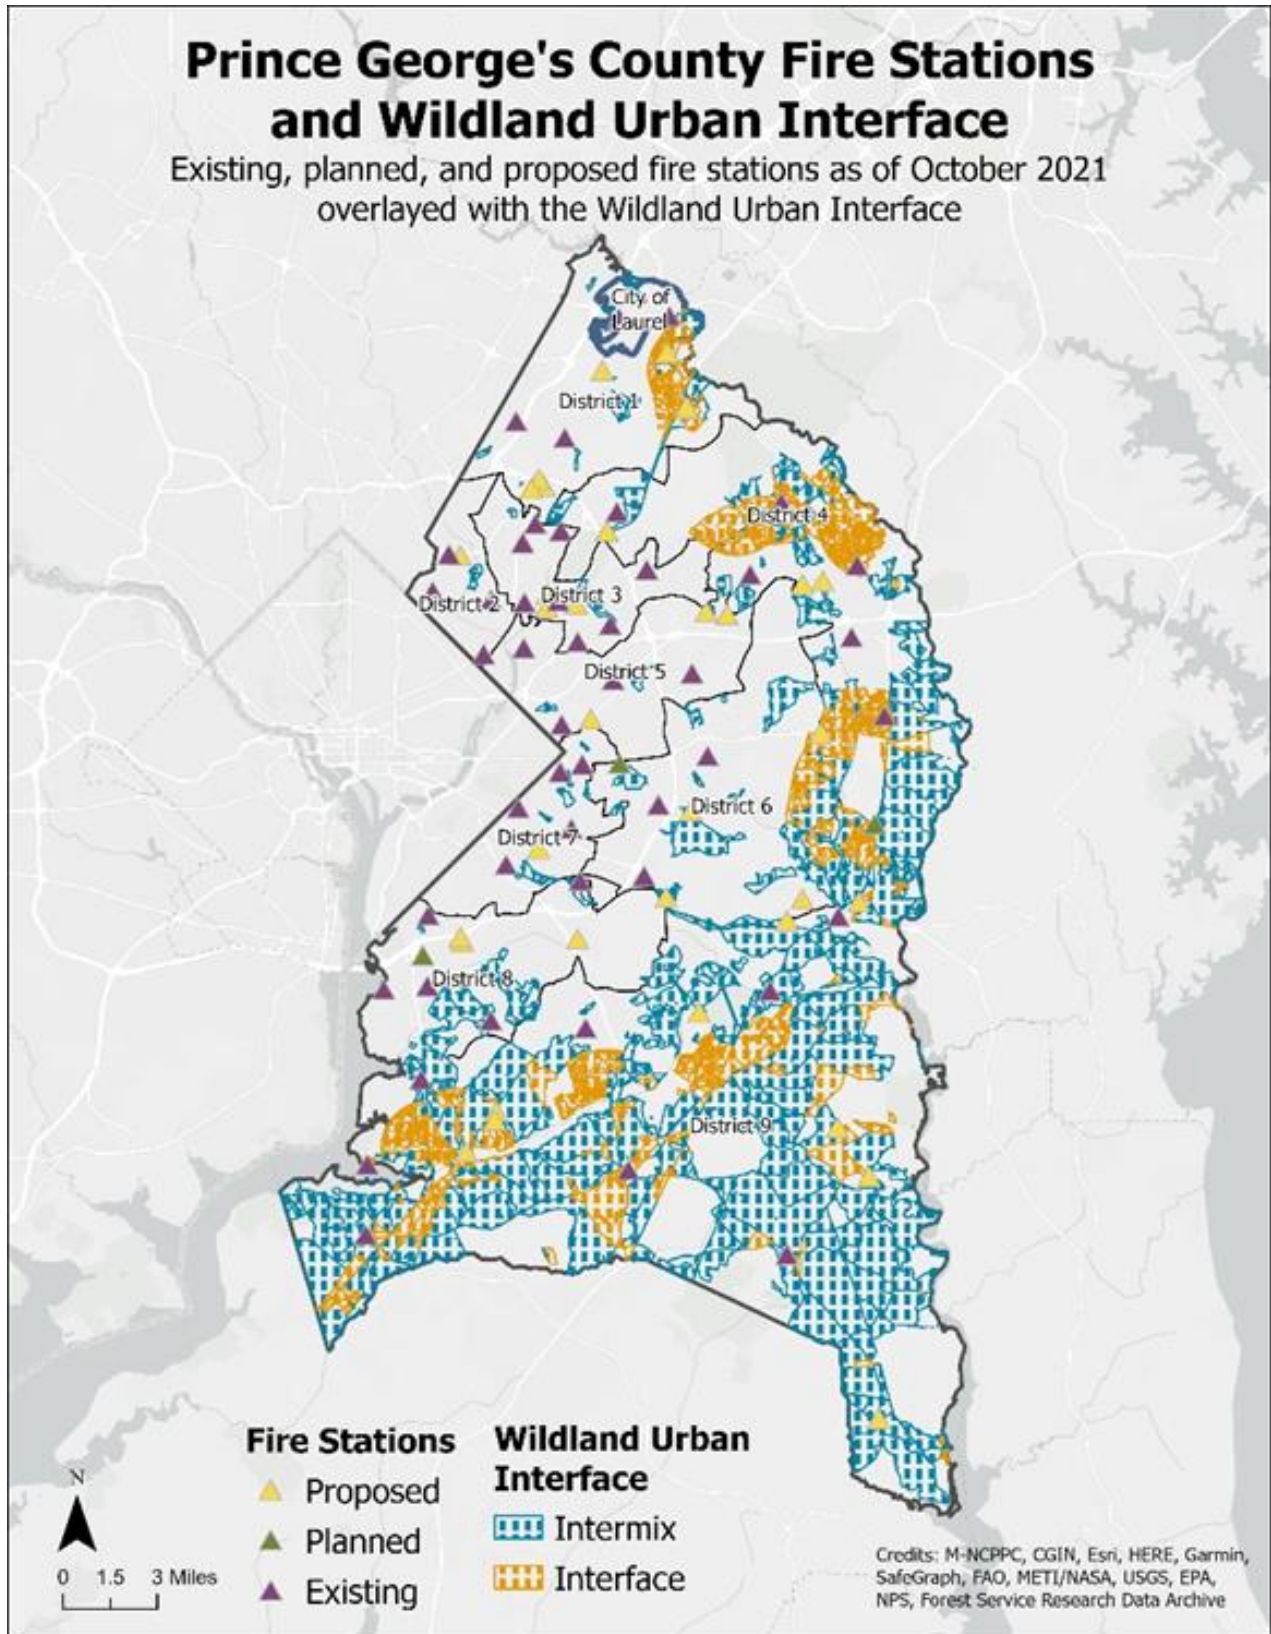 Prince George's County Fire Stations
and Wildland Urban Interface
Existing, planned, and proposed fire stations as of October 2021
overlayed with the Wildland Urban Interface
City of
Laurel
District 1
District 4
District 2
District 3
District 5
District 6
District 7
District 8
District 9
Fire Stations
Proposed
Planned
Existing
Wildland Urban
Interface
Intermix
Interface
N
0 1.5 3 Miles
Credits: M-NCPPC, CGIN, Esri, HERE, Garmin,
SafeGraph, FAO, METI/NASA, USGS, EPA,
NPS, Forest Service Research Data Archive